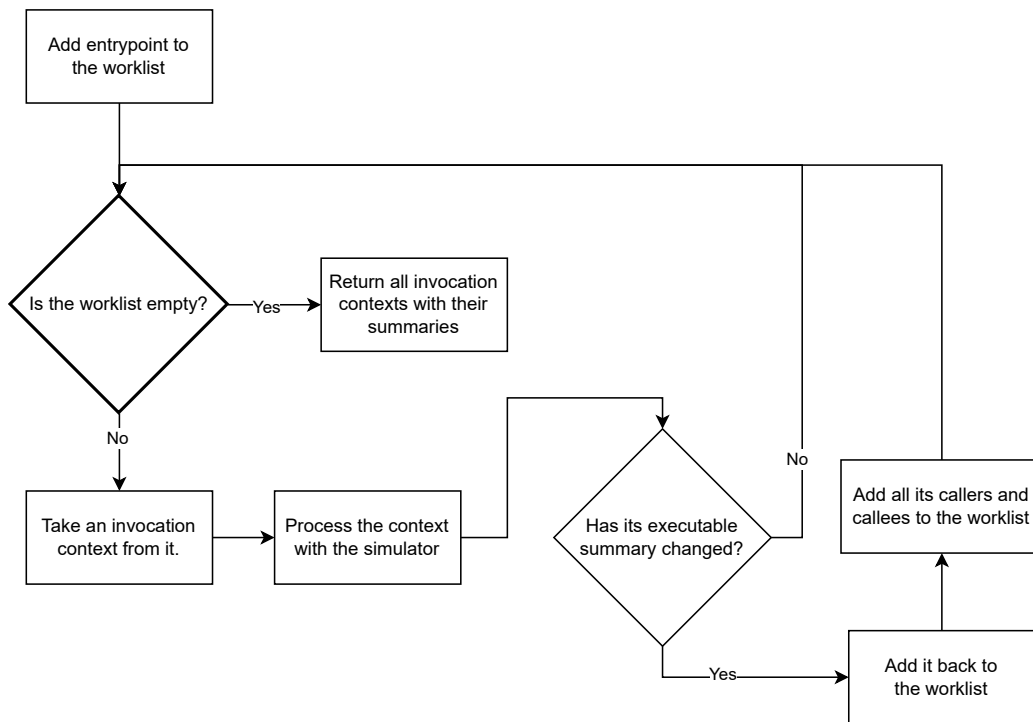 Add entrypoint to
the worklist
Is the worklist empty?
Yes
Return all invocation
contexts with their
summaries
No
Take an invocation
context from it.
Process the context
with the simulator
Has its executable
summary changed?
No
Yes
Add it back to
the worklist
Add all its callers and
callees to the worklist